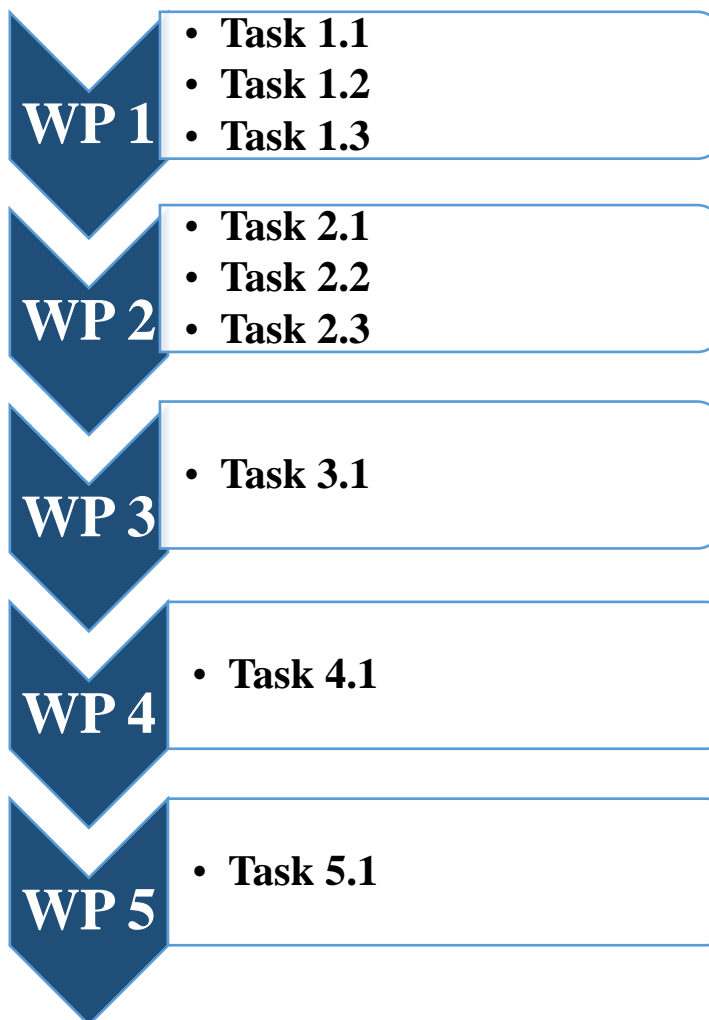 WP 1
• Task 1.1
• Task 1.2
• Task 1.3
WP 2
• Task 2.1
• Task 2.2
• Task 2.3
WP 3
• Task 3.1
WP 4
• Task 4.1
WP 5
• Task 5.1